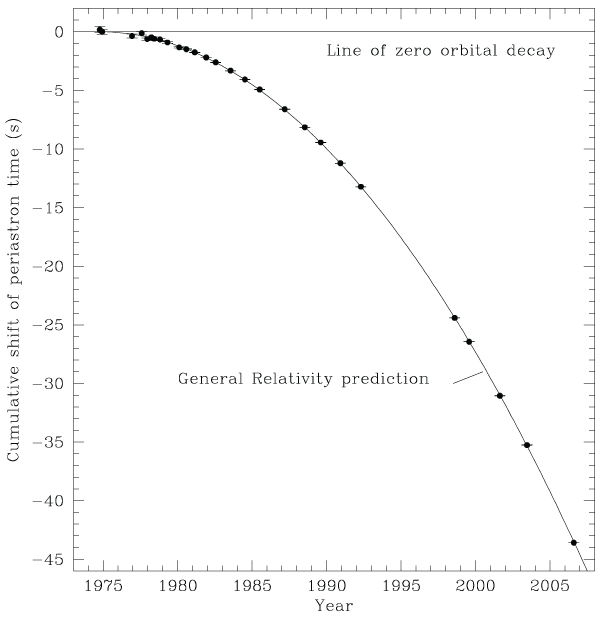 Cumulative shift of periastron time (s)
0
−5
−10
−15
−20
−25
−30
−35
−40
−45
Line of zero orbital decay
General Relativity prediction
1975 1980 1985 1990 1995 2000 2005
Year